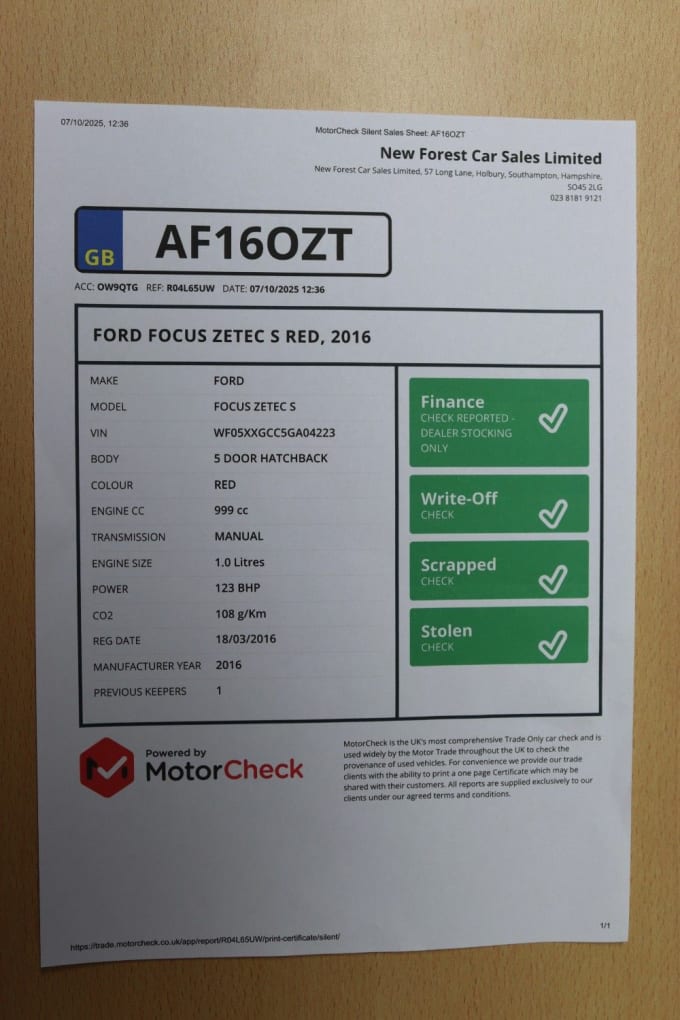 07/10/2025, 12:36
MotorCheck Silent Sales Sheet: AF16OZT
New Forest Car Sales Limited
New Forest Car Sales Limited, 57 Long Lane, Holbury, Southampton, Hampshire,
SO45 2LG
023 8181 9121
GB AF16OZT
ACC: OW9QTG REF: R04L65UW DATE: 07/10/2025 12:36
FORD FOCUS ZETEC S RED, 2016
MAKE FORD
MODEL FOCUS ZETEC S
VIN WF05XXGCC5GA04223
BODY 5 DOOR HATCHBACK
COLOUR RED
ENGINE CC 999 cc
TRANSMISSION MANUAL
ENGINE SIZE 1.0 Litres
POWER 123 BHP
CO2 108 g/Km
REG DATE 18/03/2016
MANUFACTURER YEAR 2016
PREVIOUS KEEPERS 1
Finance
CHECK REPORTED -
DEALER STOCKING
ONLY
Write-Off
CHECK
Scrapped
CHECK
Stolen
CHECK
Powered by
MotorCheck
MotorCheck is the UK's most comprehensive Trade Only car check and is
used widely by the Motor Trade throughout the UK to check the
provenance of used vehicles. For convenience we provide our trade
clients with the ability to print a one page Certificate which may be
shared with their customers. All reports are supplied exclusively to our
clients under our agreed terms and conditions.
https://trade.motorcheck.co.uk/app/report/R04L65UW/print-certificate/silent/
1/1